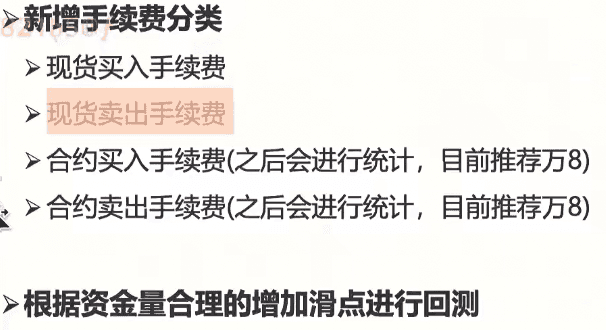 新增手续费分类
现货买入手续费
现货卖出手续费
合约买入手续费(之后会进行统计，目前推荐万8)
合约卖出手续费(之后会进行统计，目前推荐万8)
根据资金量合理的增加滑点进行回测